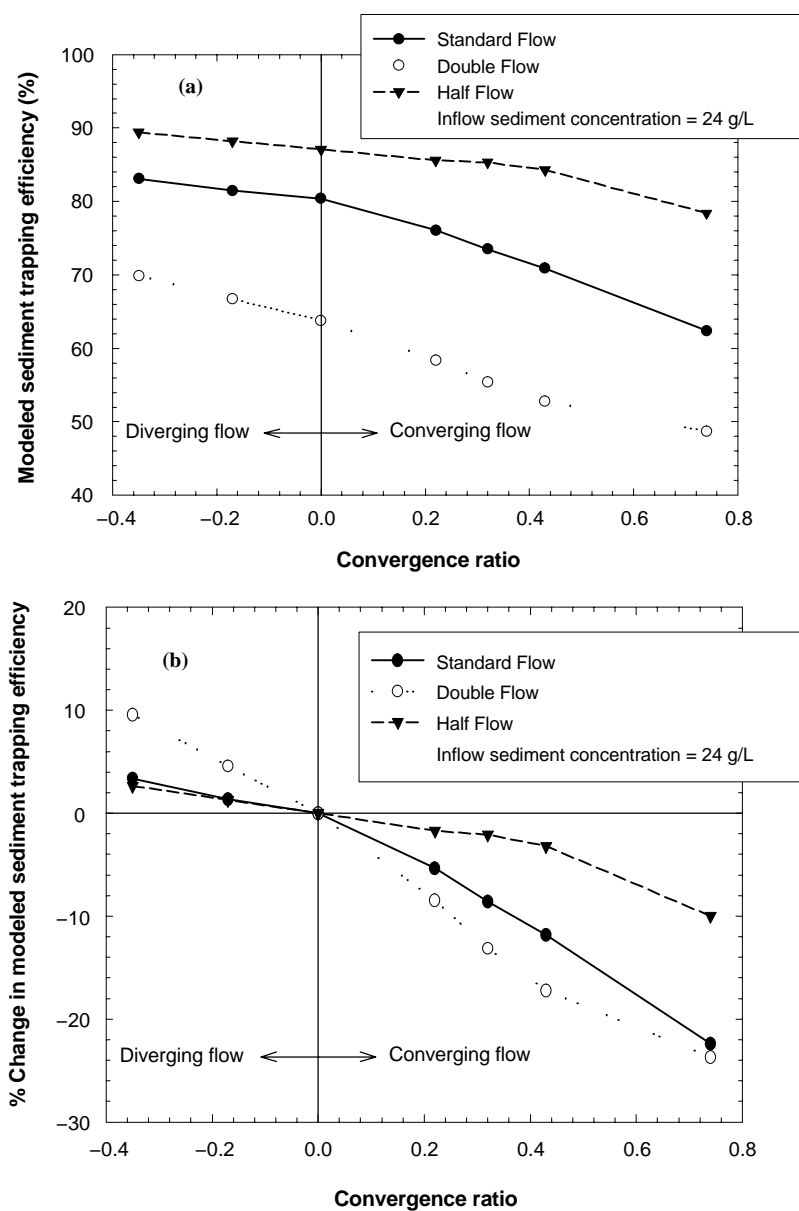 Standard Flow
Double Flow
Half Flow
Inflow sediment concentration = 24 g/L
(a)
Modeled sediment trapping efficiency (%)
100
90
80
70
60
50
40
Diverging flow
Converging flow
−0.4
−0.2
0.0
0.2
0.4
0.6
0.8
Convergence ratio
% Change in modeled sediment trapping efficiency
20
10
0
−10
−20
−30
(b)
Standard Flow
Double Flow
Half Flow
Inflow sediment concentration = 24 g/L
Diverging flow
Converging flow
−0.4
−0.2
0.0
0.2
0.4
0.6
0.8
Convergence ratio